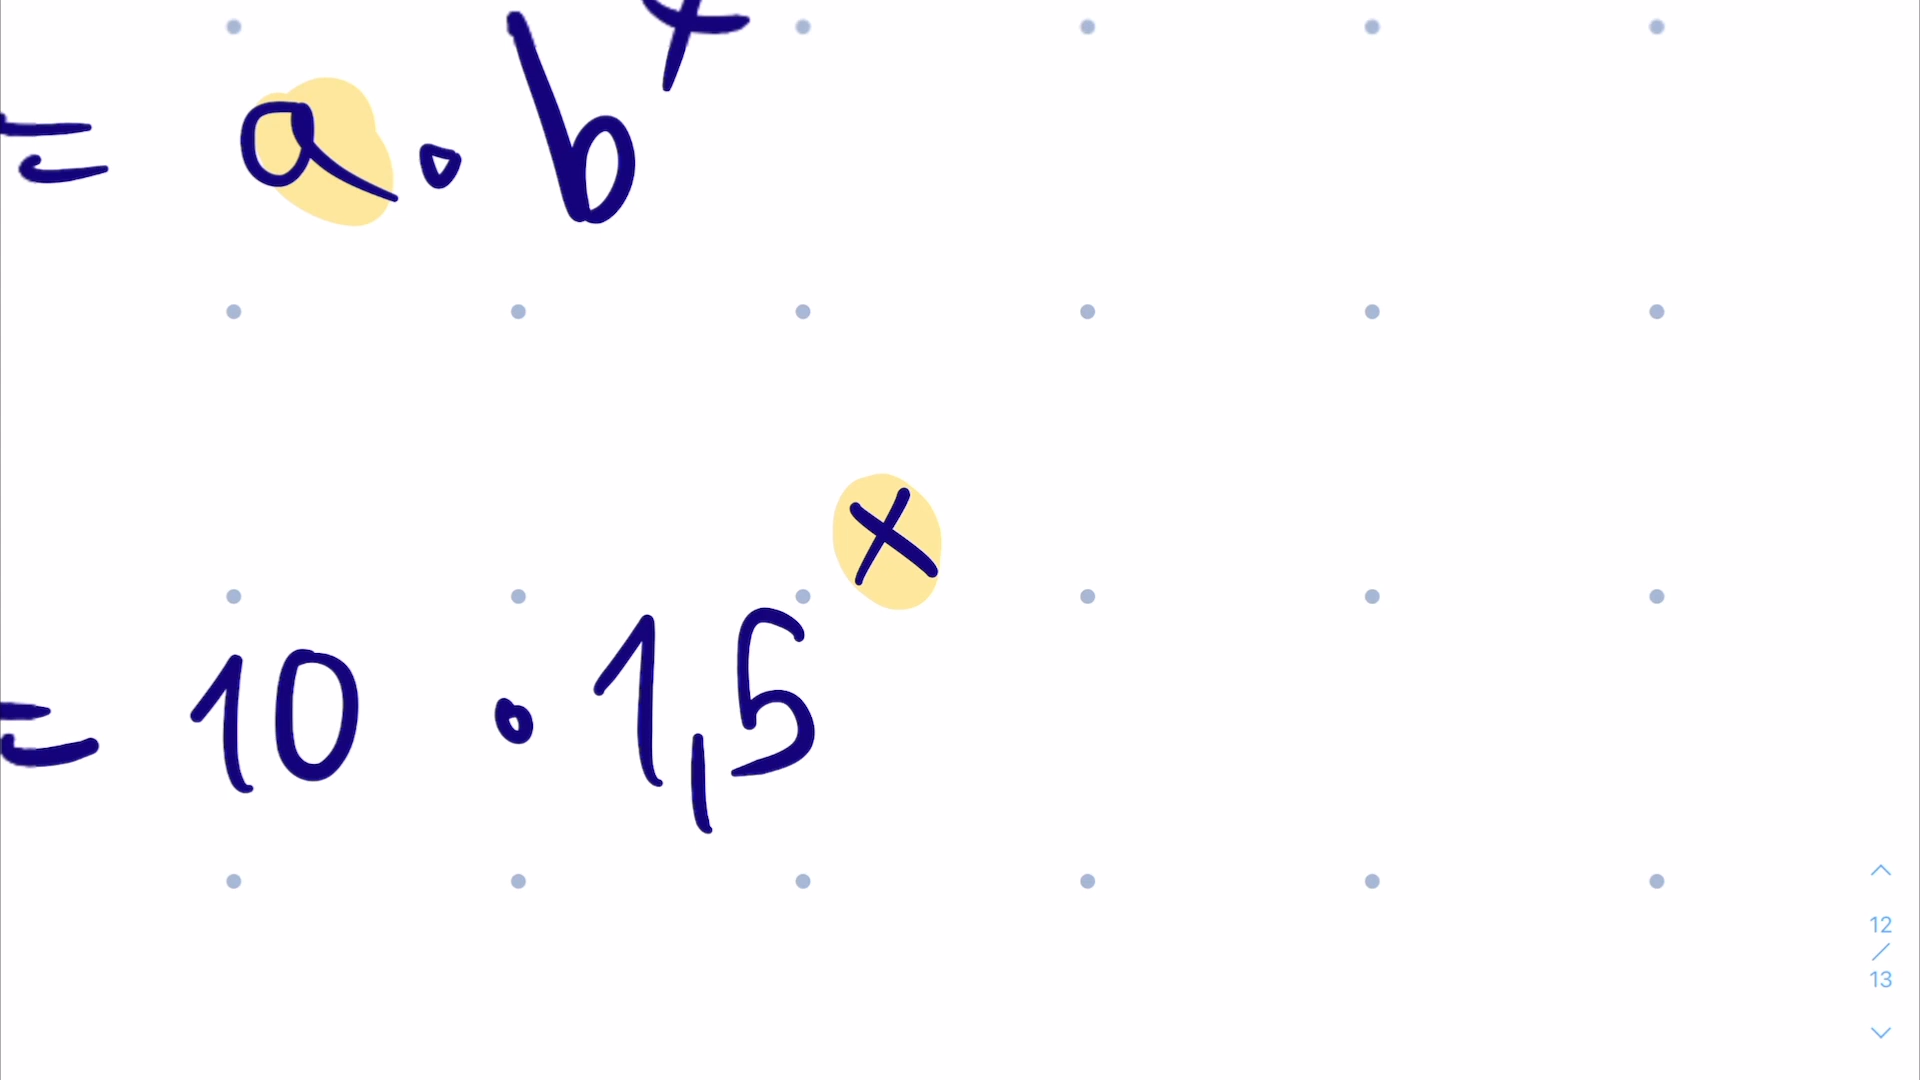 = a · b^x
= 10 · 1,5^x
12
/
13